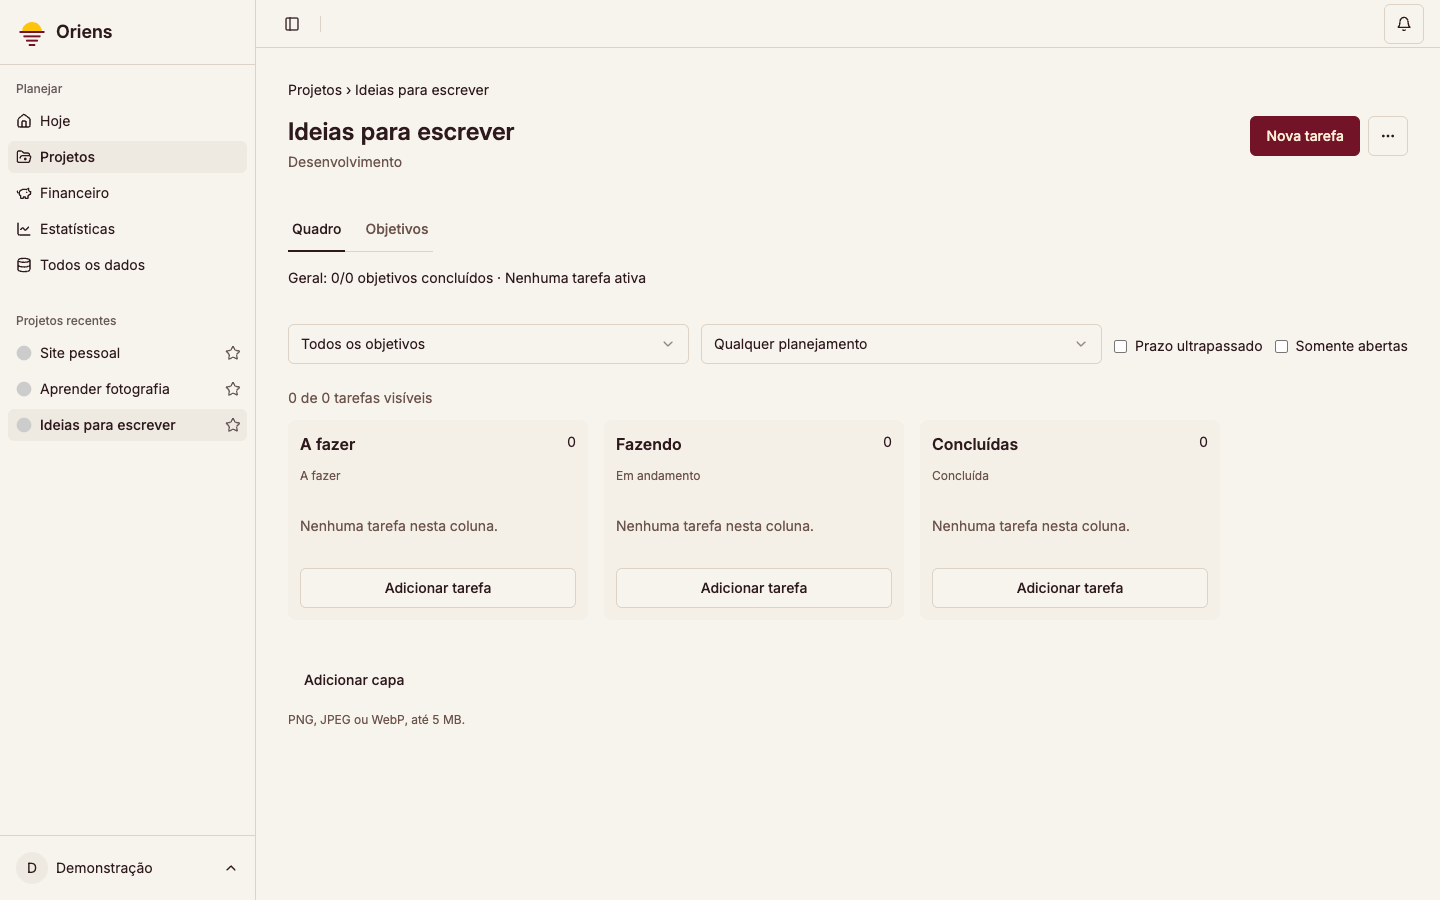 Oriens
Planejar
Hoje
Projetos
Financeiro
Estatísticas
Todos os dados
Projetos recentes
Site pessoal
Aprender fotografia
Ideias para escrever
D Demonstração
Projetos › Ideias para escrever
Ideias para escrever
Desenvolvimento
Nova tarefa
Quadro Objetivos
Geral: 0/0 objetivos concluídos · Nenhuma tarefa ativa
Todos os objetivos Qualquer planejamento Prazo ultrapassado Somente abertas
0 de 0 tarefas visíveis
A fazer 0
A fazer
Nenhuma tarefa nesta coluna.
Adicionar tarefa
Fazendo 0
Em andamento
Nenhuma tarefa nesta coluna.
Adicionar tarefa
Concluídas 0
Concluída
Nenhuma tarefa nesta coluna.
Adicionar tarefa
Adicionar capa
PNG, JPEG ou WebP, até 5 MB.